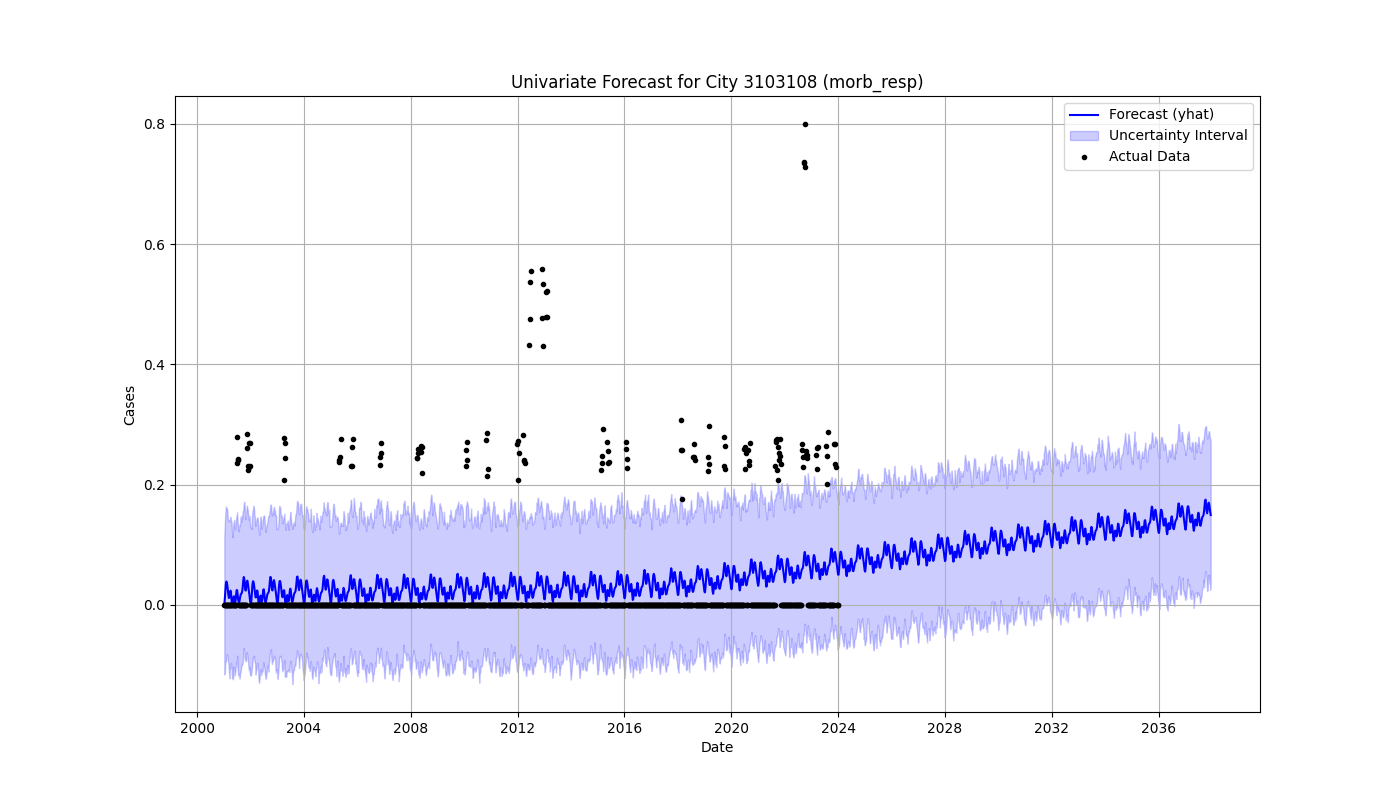 Univariate Forecast for City 3103108 (morb_resp)
Forecast (yhat)
Uncertainty Interval
Actual Data
Cases
0.8
0.6
0.4
0.2
0.0
2000 2004 2008 2012 2016 2020 2024 2028 2032 2036
Date